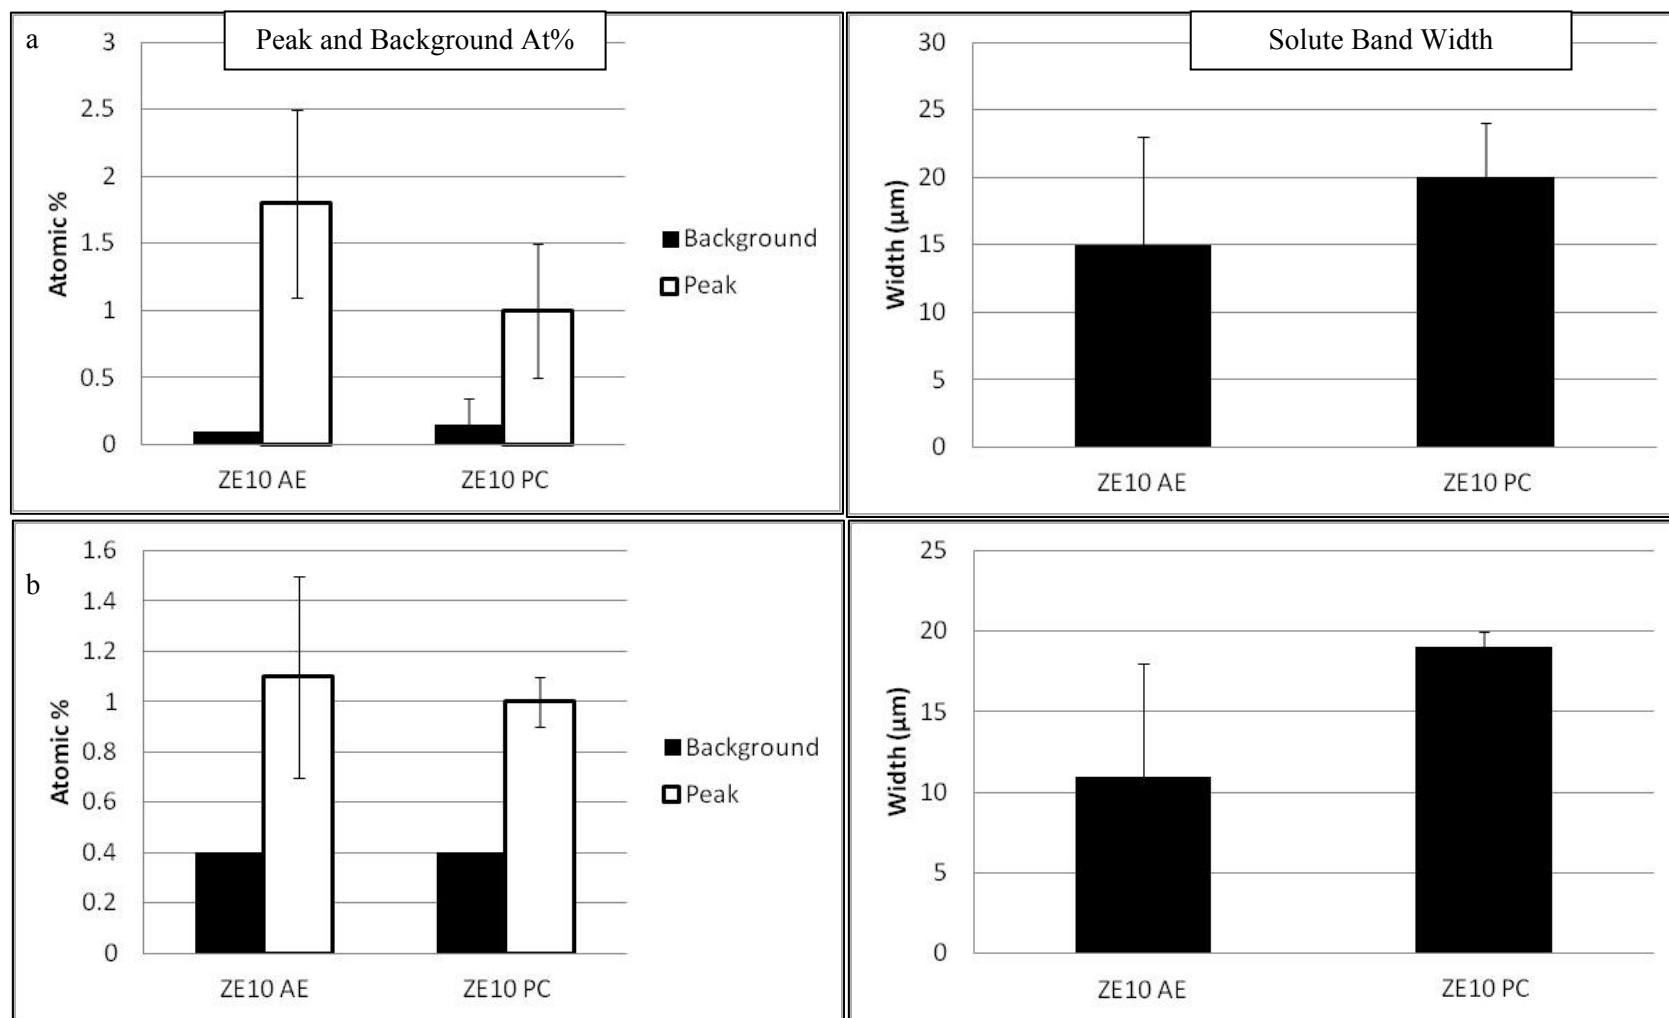 a
Peak and Background At%
3
2.5
2
1.5
1
0.5
0
Atomic %
ZE10 AE
ZE10 PC
Background
Peak
Solute Band Width
30
25
20
15
10
5
0
Width (μm)
ZE10 AE
ZE10 PC
b
1.6
1.4
1.2
1
0.8
0.6
0.4
0.2
0
Atomic %
ZE10 AE
ZE10 PC
Background
Peak
25
20
15
10
5
0
Width (μm)
ZE10 AE
ZE10 PC